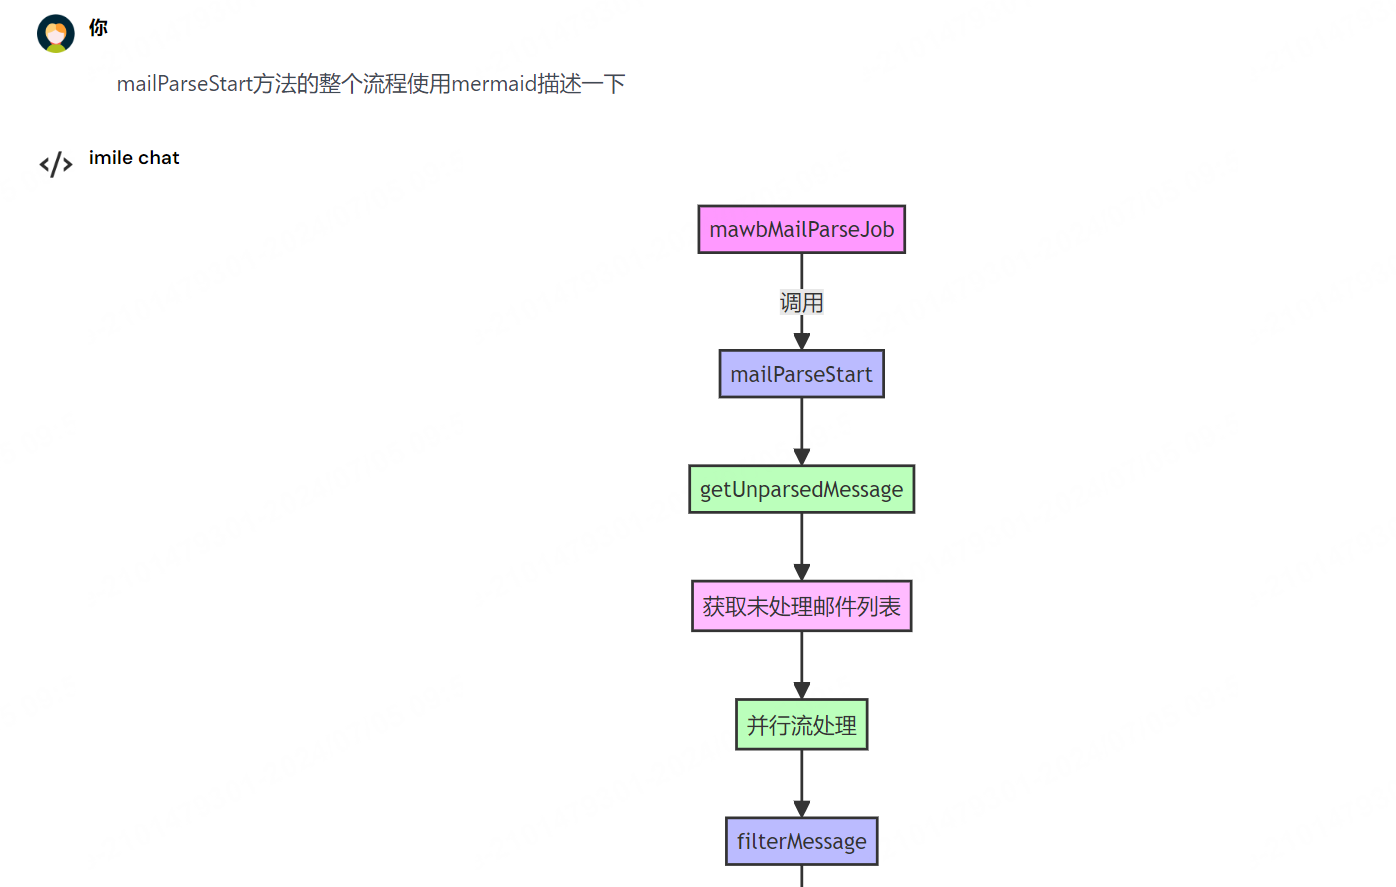 你
mailParseStart方法的整个流程使用mermaid描述一下
imile chat
mawbMailParseJob
调用
mailParseStart
getUnparsedMessage
获取未处理邮件列表
并行流处理
filterMessage